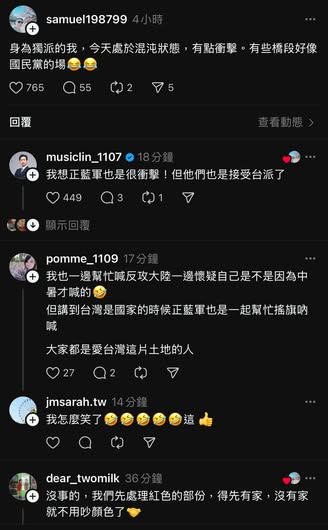 samuel198799 4小時
身為獨派的我，今天處於混沌狀態，有點衝擊。有些橋段好像
國民黨的場😂😂
765 55 2 5
回覆 查看動態 >
musiclin_1107 18分鐘
我想正藍軍也是很衝擊！但他們也是接受台派了
449 3 1
顯示回覆
pomme_1109 17分鐘
我也一邊幫忙喊反攻大陸一邊懷疑自己是不是因為中
暑才喊的🤣
但講到台灣是國家的時候正藍軍也是一起幫忙搖旗吶
喊
大家都是愛台灣這片土地的人
27 2
jmsarah.tw 14分鐘
我怎麼笑了🤣🤣🤣🤣🤣這 👍
dear_twomilk 36分鐘
沒事的，我們先處理紅色的部份，得先有家，沒有家
就不用吵顏色了🤝